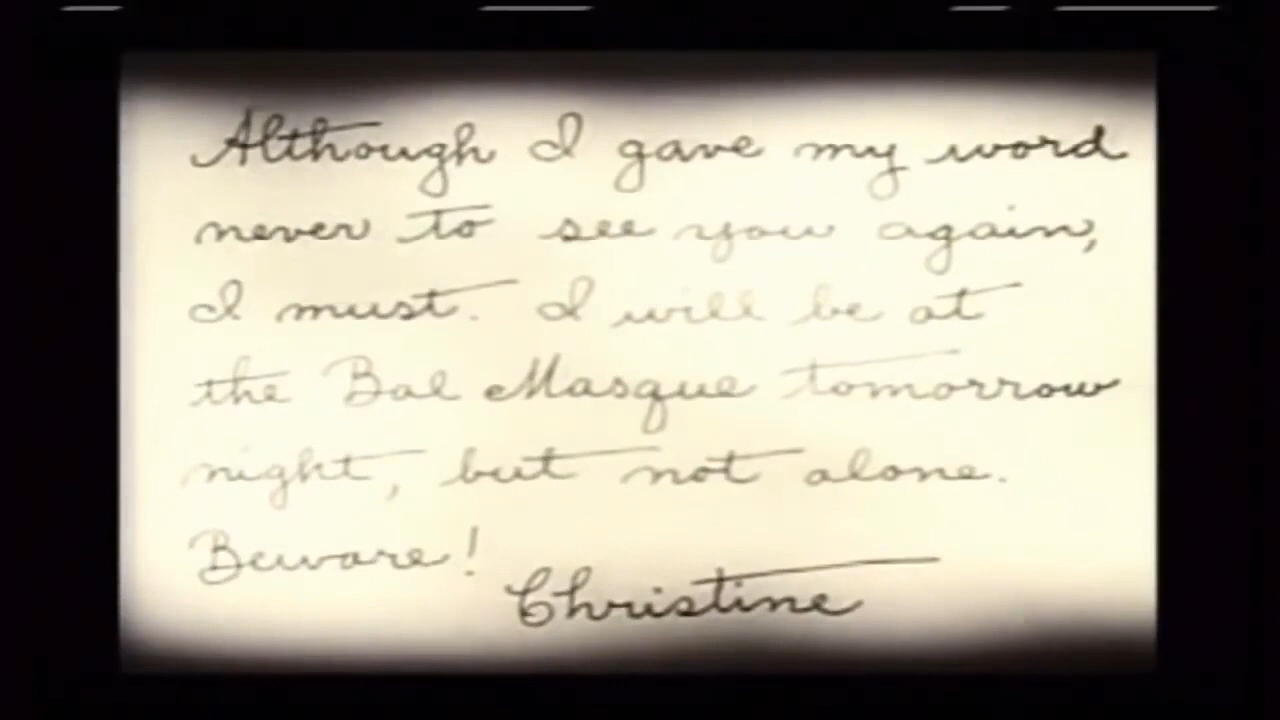 Although I gave my word
never to see you again,
I must. I will be at
the Bal Masque tomorrow
night, but not alone.
Beware!
Christine